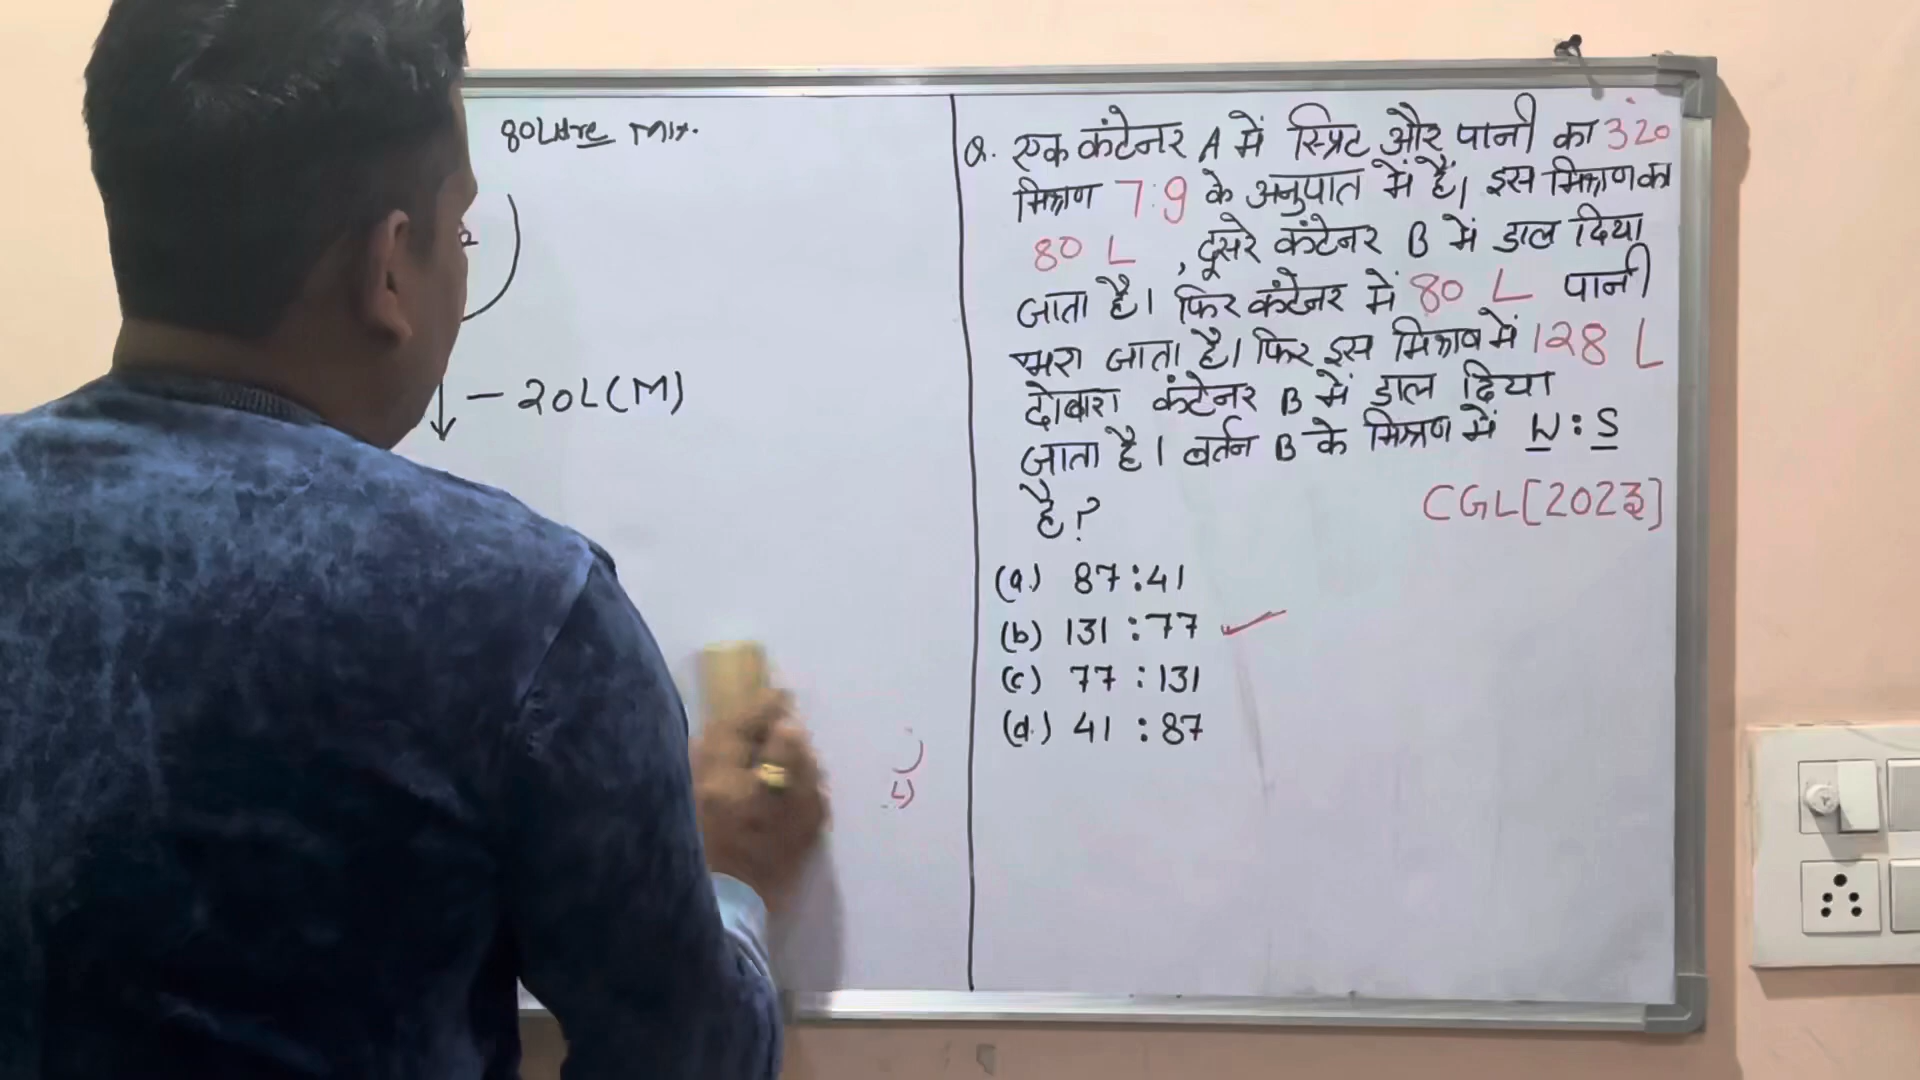 80Litre Mix.
- 20L(M)
Q. एक कंटेनर A में स्प्रिट और पानी का 320
मिश्रण 7:9 के अनुपात में हैं। इस मिश्रण का
80 L , दूसरे कंटेनर B में डाल दिया
जाता है। फिर कंटेनर में 80 L पानी
भरा जाता है। फिर इस मिश्रण में 128 L
दोबारा कंटेनर B में डाल दिया
जाता है। बर्तन B के मिश्रण में W : S
है?
CGL[2023]
(a.) 87:41
(b) 131:77
(c) 77:131
(d.) 41:87
L)